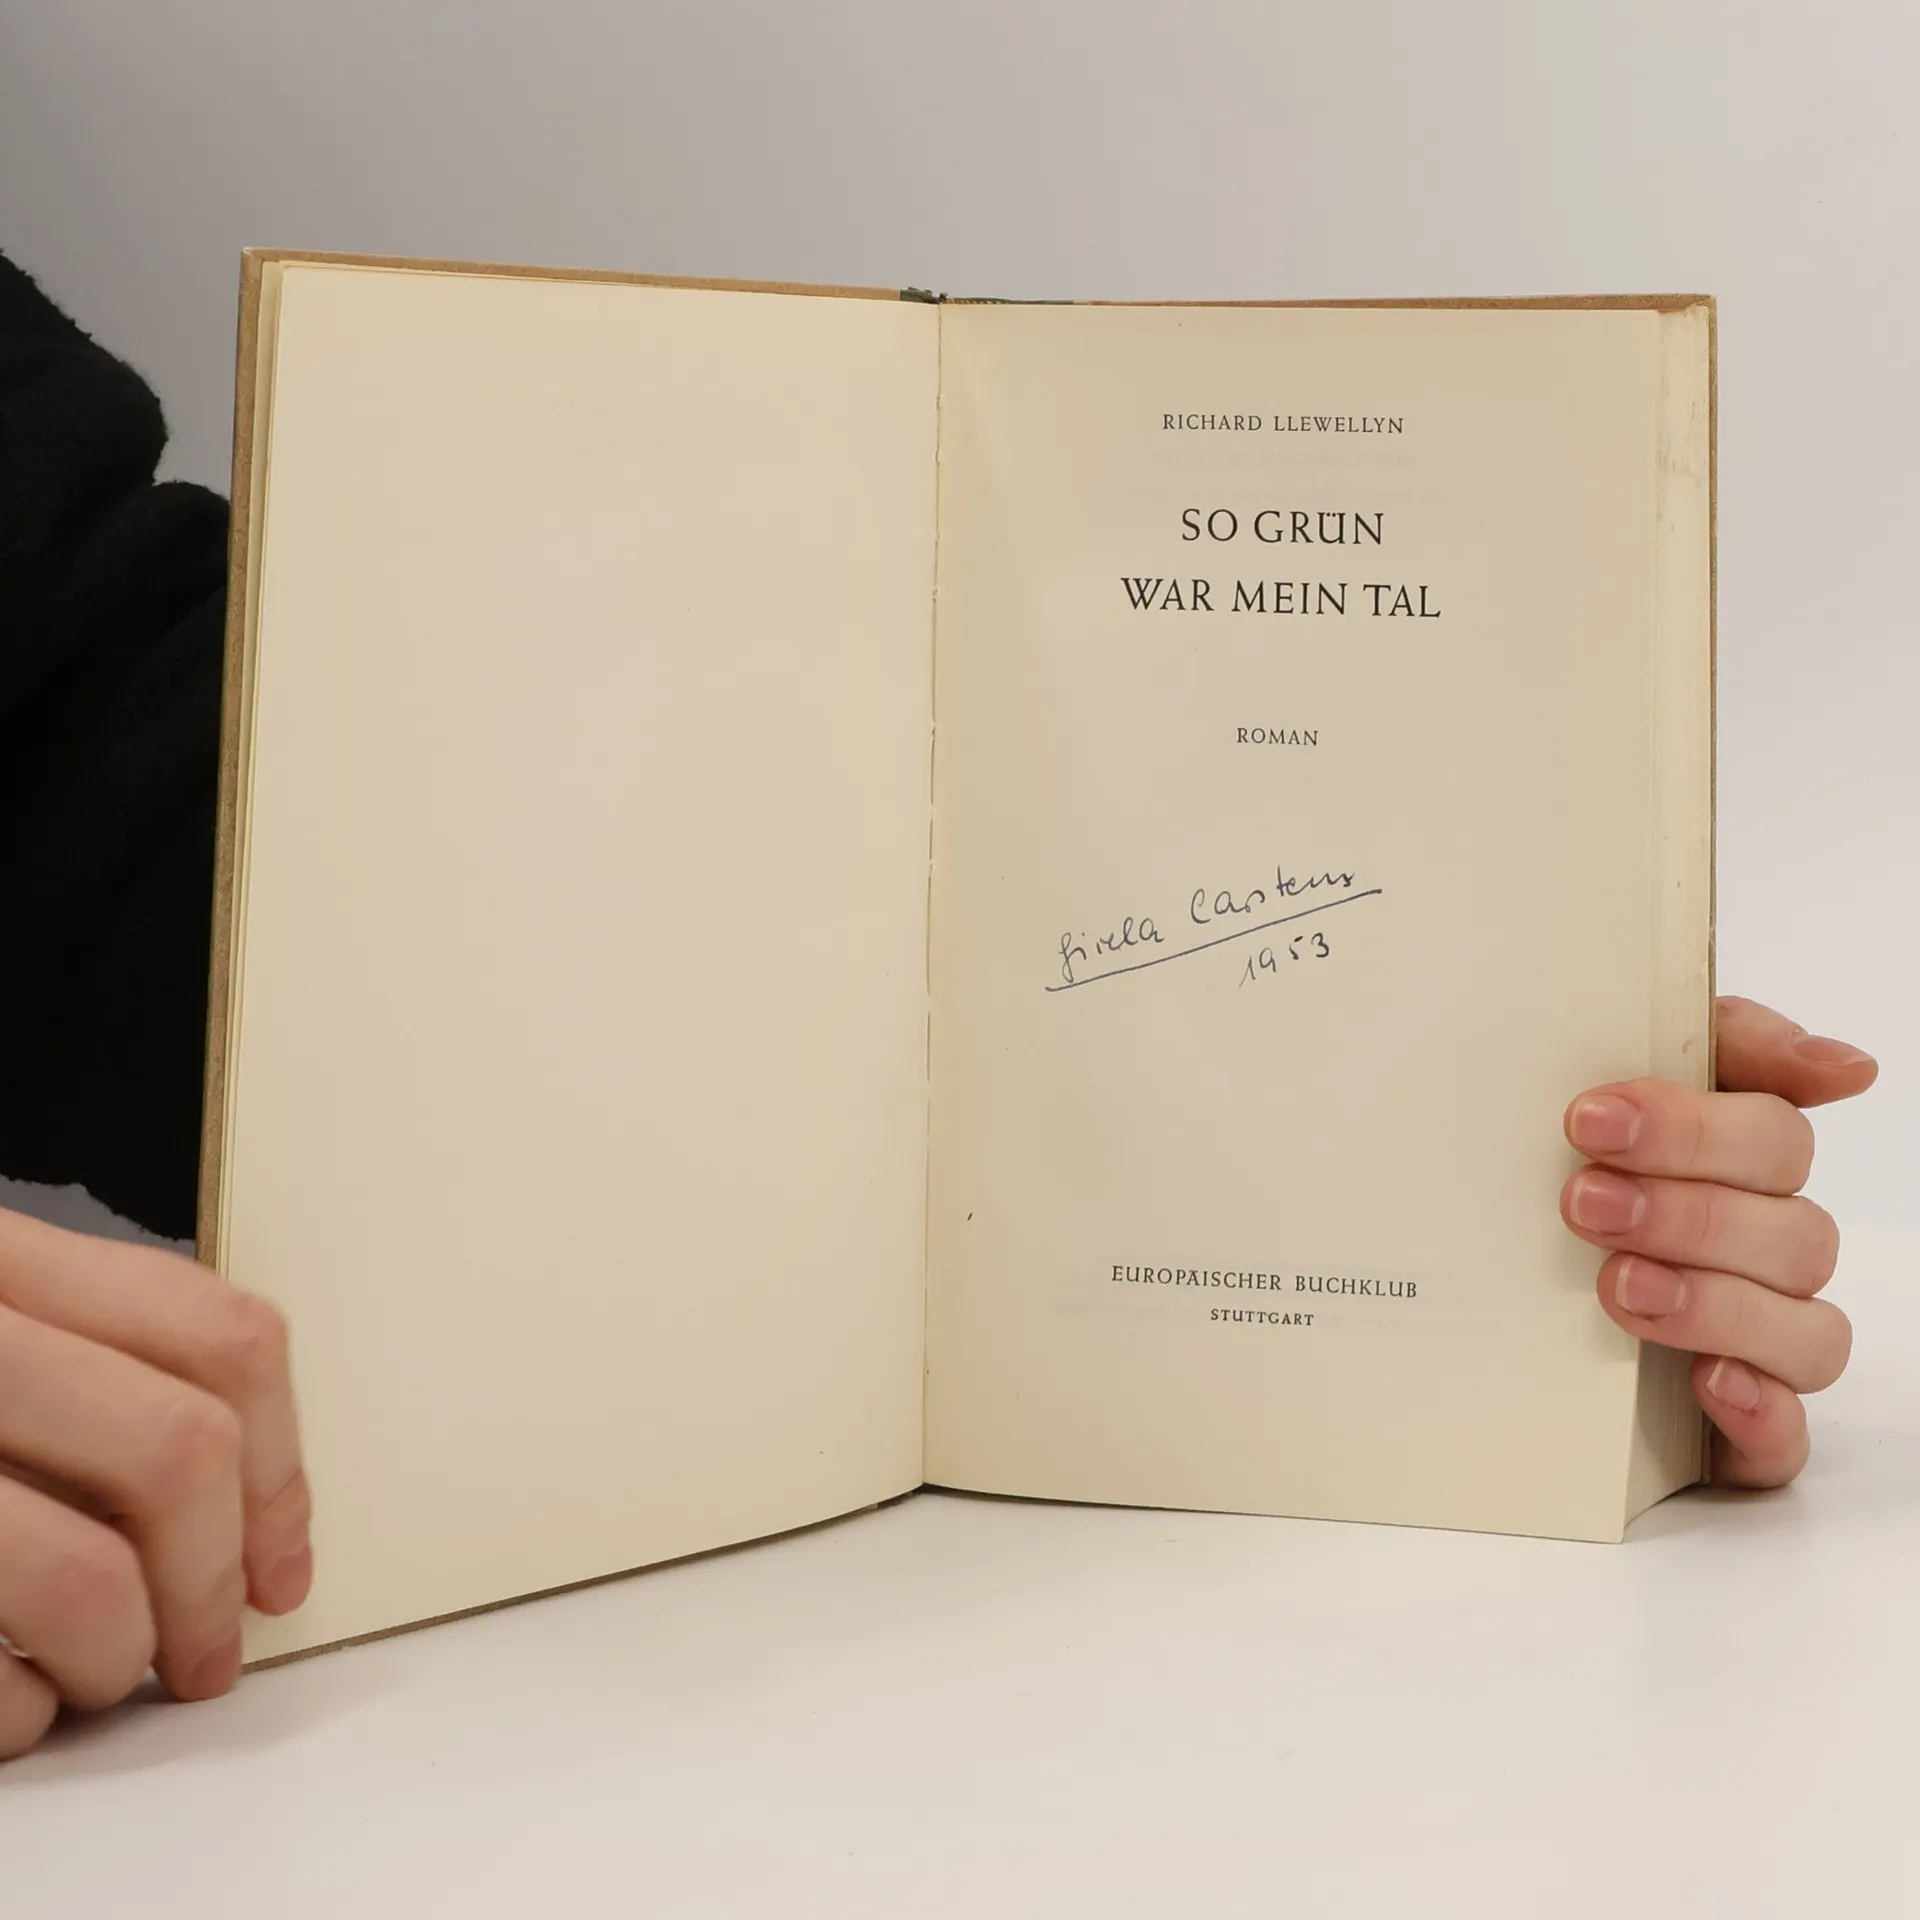 RICHARD LLEWELLYN
SO GRÜN
WAR MEIN TAL
ROMAN
Gisela Carstens
1953
EUROPÄISCHER BUCHKLUB
STUTTGART